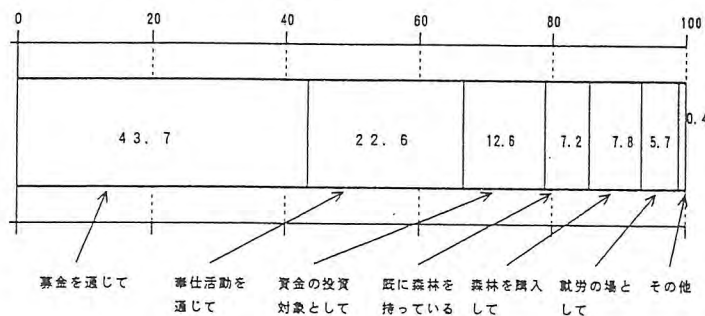 0 20 40 60 80 100
43.7 22.6 12.6 7.2 7.8 5.7 0.4
募金を通じて
奉仕活動を
通じて
資金の投資
対象として
既に森林を
持っている
森林を購入
して
就労の場と
して
その他